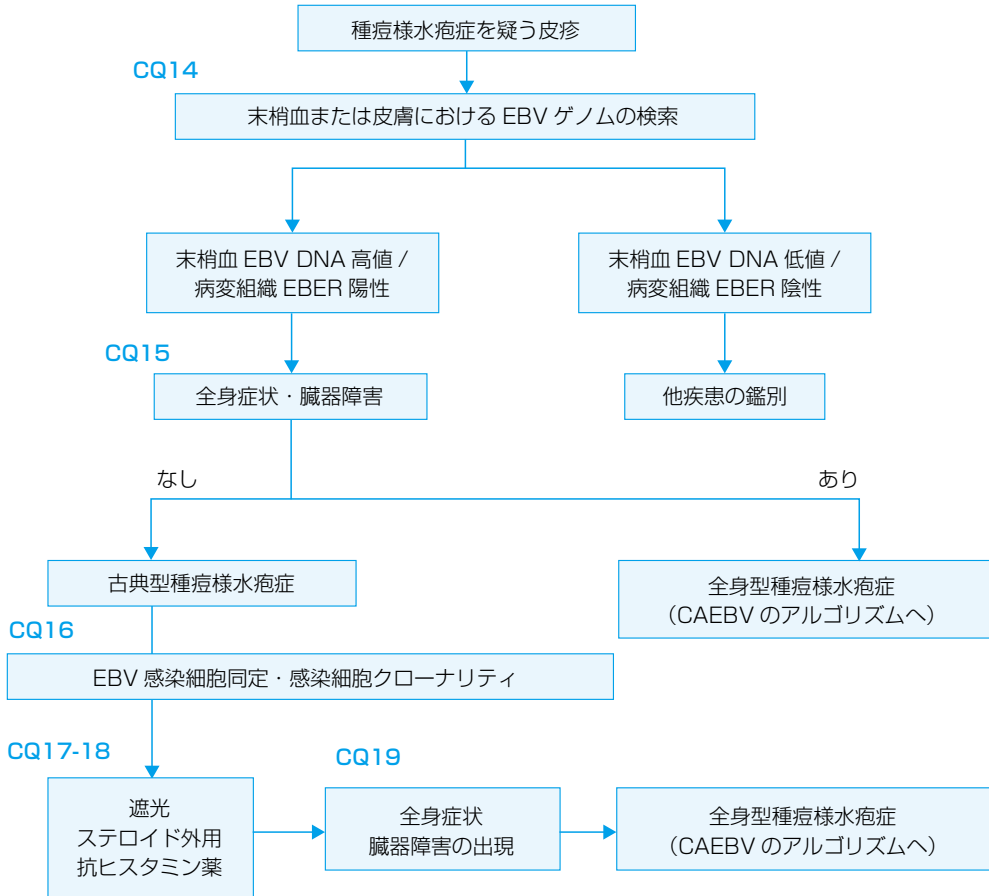 種痘様水疱症を疑う皮疹
CQ14
末梢血または皮膚における EBV ゲノムの検索
末梢血 EBV DNA 高値 /
病変組織 EBER 陽性
末梢血 EBV DNA 低値 /
病変組織 EBER 陰性
CQ15
全身症状・臓器障害
他疾患の鑑別
なし
あり
古典型種痘様水疱症
全身型種痘様水疱症
（CAEBV のアルゴリズムへ）
CQ16
EBV 感染細胞同定・感染細胞クローナリティ
CQ17-18
CQ19
遮光
ステロイド外用
抗ヒスタミン薬
全身症状
臓器障害の出現
全身型種痘様水疱症
（CAEBV のアルゴリズムへ）